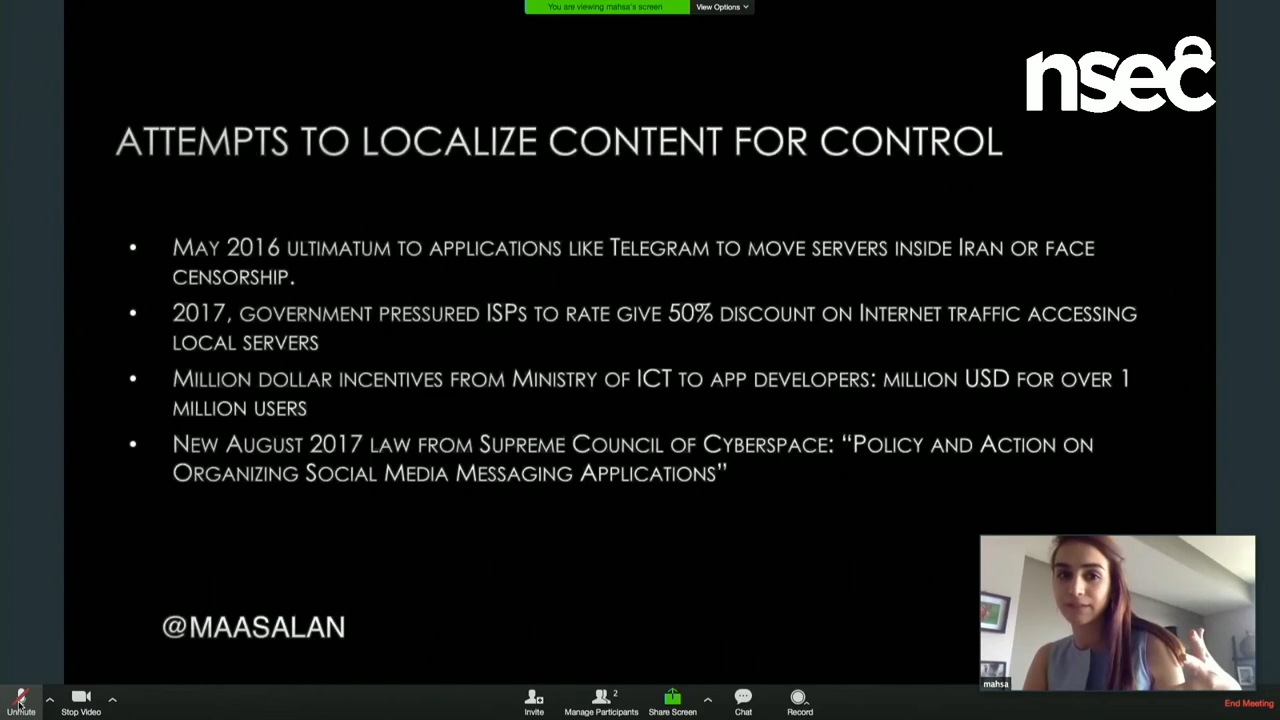 You are viewing mahsa's screen
View Options
nsec
ATTEMPTS TO LOCALIZE CONTENT FOR CONTROL
• MAY 2016 ULTIMATUM TO APPLICATIONS LIKE TELEGRAM TO MOVE SERVERS INSIDE IRAN OR FACE
CENSORSHIP.
• 2017, GOVERNMENT PRESSURED ISPS TO RATE GIVE 50% DISCOUNT ON INTERNET TRAFFIC ACCESSING
LOCAL SERVERS
• MILLION DOLLAR INCENTIVES FROM MINISTRY OF ICT TO APP DEVELOPERS: MILLION USD FOR OVER 1
MILLION USERS
• NEW AUGUST 2017 LAW FROM SUPREME COUNCIL OF CYBERSPACE: “POLICY AND ACTION ON
ORGANIZING SOCIAL MEDIA MESSAGING APPLICATIONS”
@MAASALAN
mahsa
Unmute
Stop Video
Invite
2
Manage Participants
Share Screen
Chat
Record
End Meeting